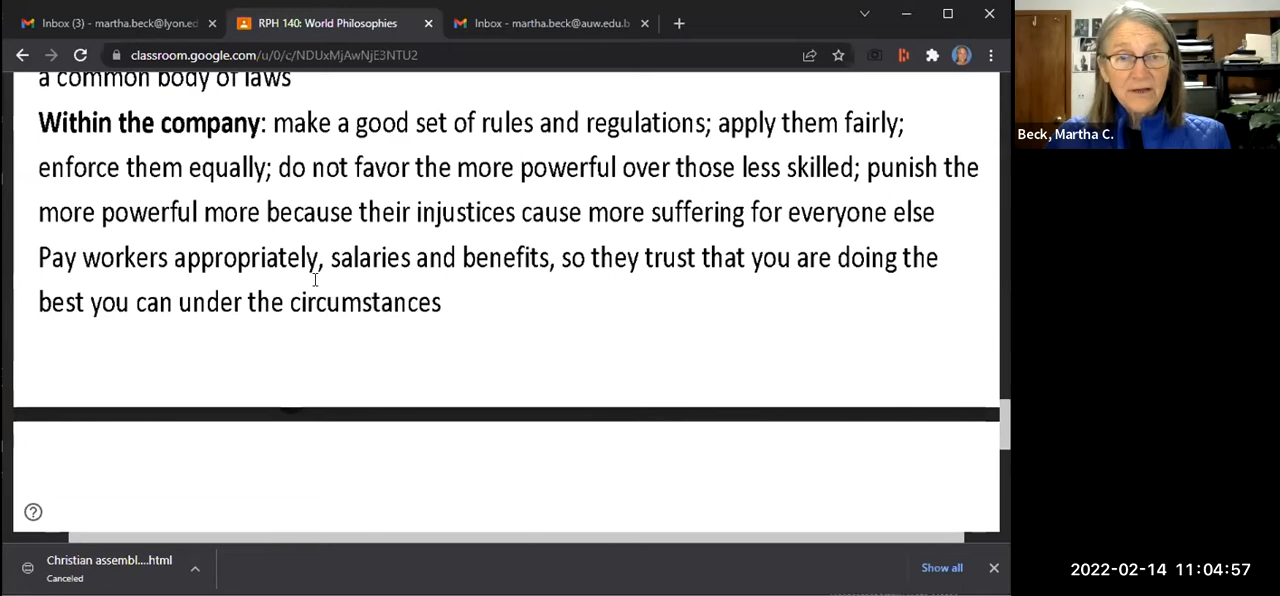 Inbox (3) - martha.beck@lyon.ed
RPH 140: World Philosophies
Inbox - martha.beck@auw.edu.b
classroom.google.com/u/0/c/NDUxMjAwNjE3NTU2
a common body of laws
Within the company: make a good set of rules and regulations; apply them fairly;
enforce them equally; do not favor the more powerful over those less skilled; punish the
more powerful more because their injustices cause more suffering for everyone else
Pay workers appropriately, salaries and benefits, so they trust that you are doing the
best you can under the circumstances
Beck, Martha C.
Christian assembl....html
Canceled
Show all
2022-02-14 11:04:57